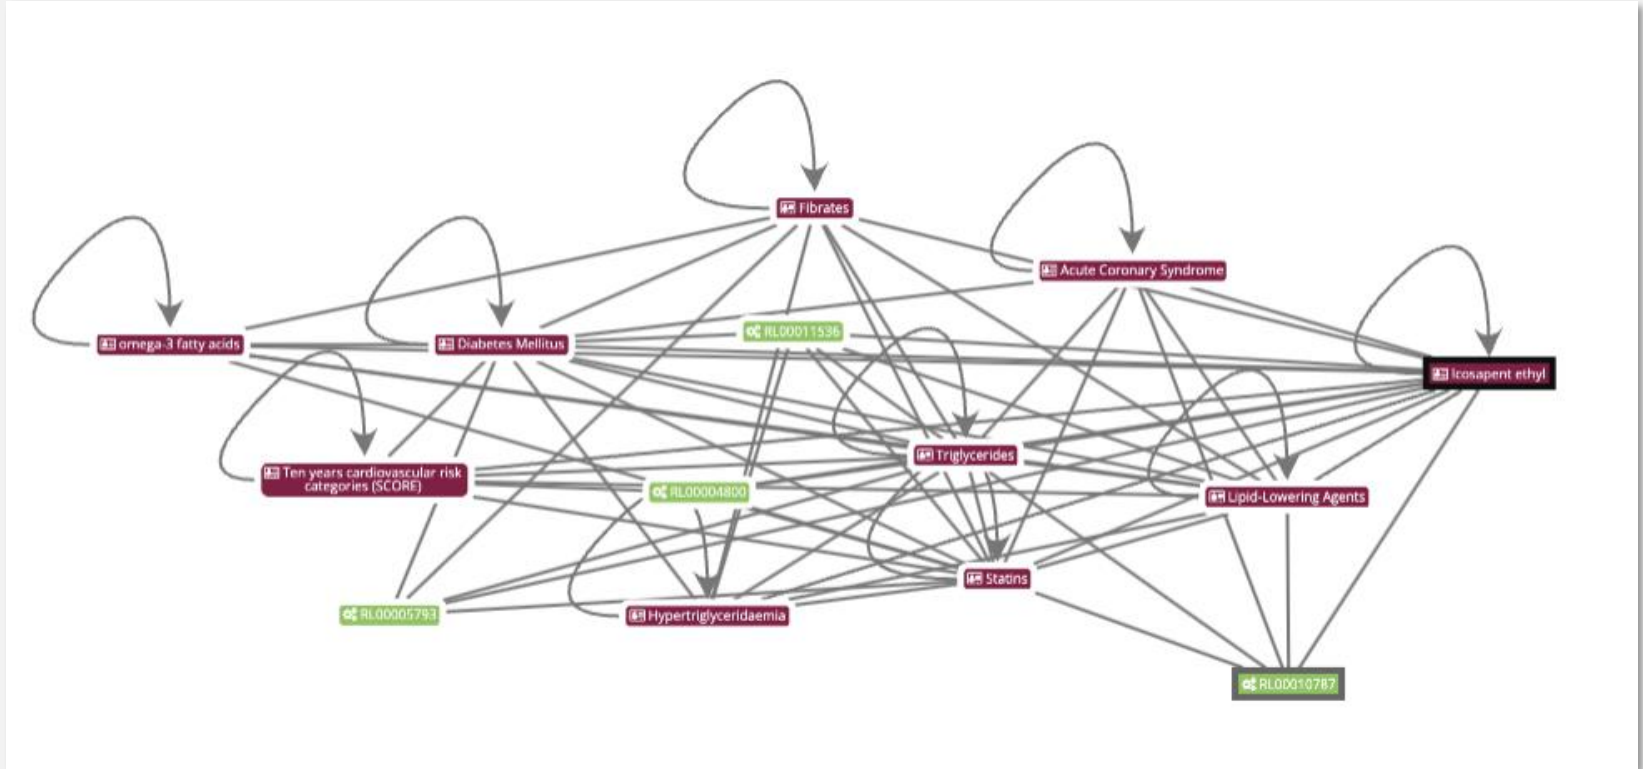 Fibrates
Acute Coronary Syndrome
RL00011536
omega-3 fatty acids
Diabetes Mellitus
Icosapent ethyl
Triglycerides
Ten years cardiovascular risk
categories (SCORE)
RL00004800
Lipid-Lowering Agents
Statins
RL00005793
Hypertriglyceridaemia
RL00010787